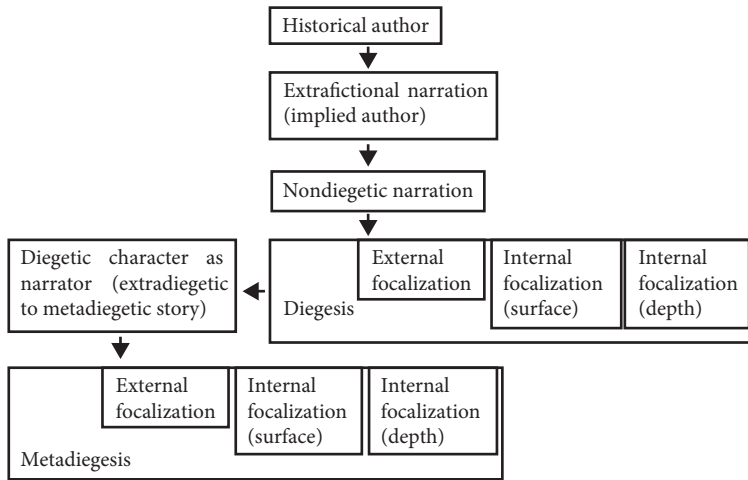 Historical author
Extrafictional narration
(implied author)
Nondiegetic narration
Diegetic character as
narrator (extradiegetic
to metadiegetic story)
External
focalization
Internal
focalization
(surface)
Internal
focalization
(depth)
Diegesis
External
focalization
Internal
focalization
(surface)
Internal
focalization
(depth)
Metadiegesis